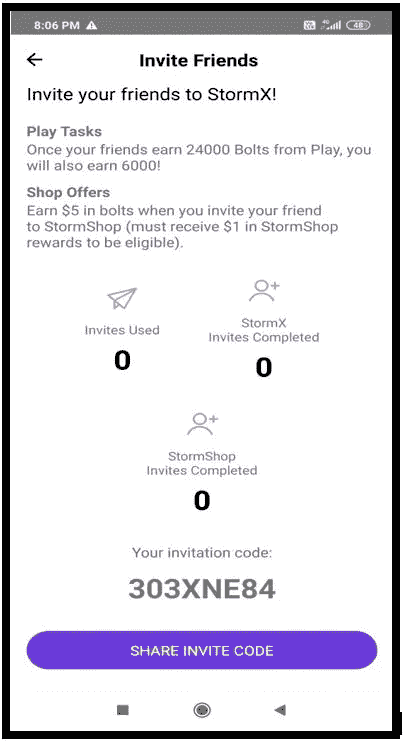 8:06 PM
4G 48
Invite Friends
Invite your friends to StormX!
Play Tasks
Once your friends earn 24000 Bolts from Play, you
will also earn 6000!
Shop Offers
Earn $5 in bolts when you invite your friend
to StormShop (must receive $1 in StormShop
rewards to be eligible).
Invites Used
0
StormX
Invites Completed
0
StormShop
Invites Completed
0
Your invitation code:
303XNE84
SHARE INVITE CODE